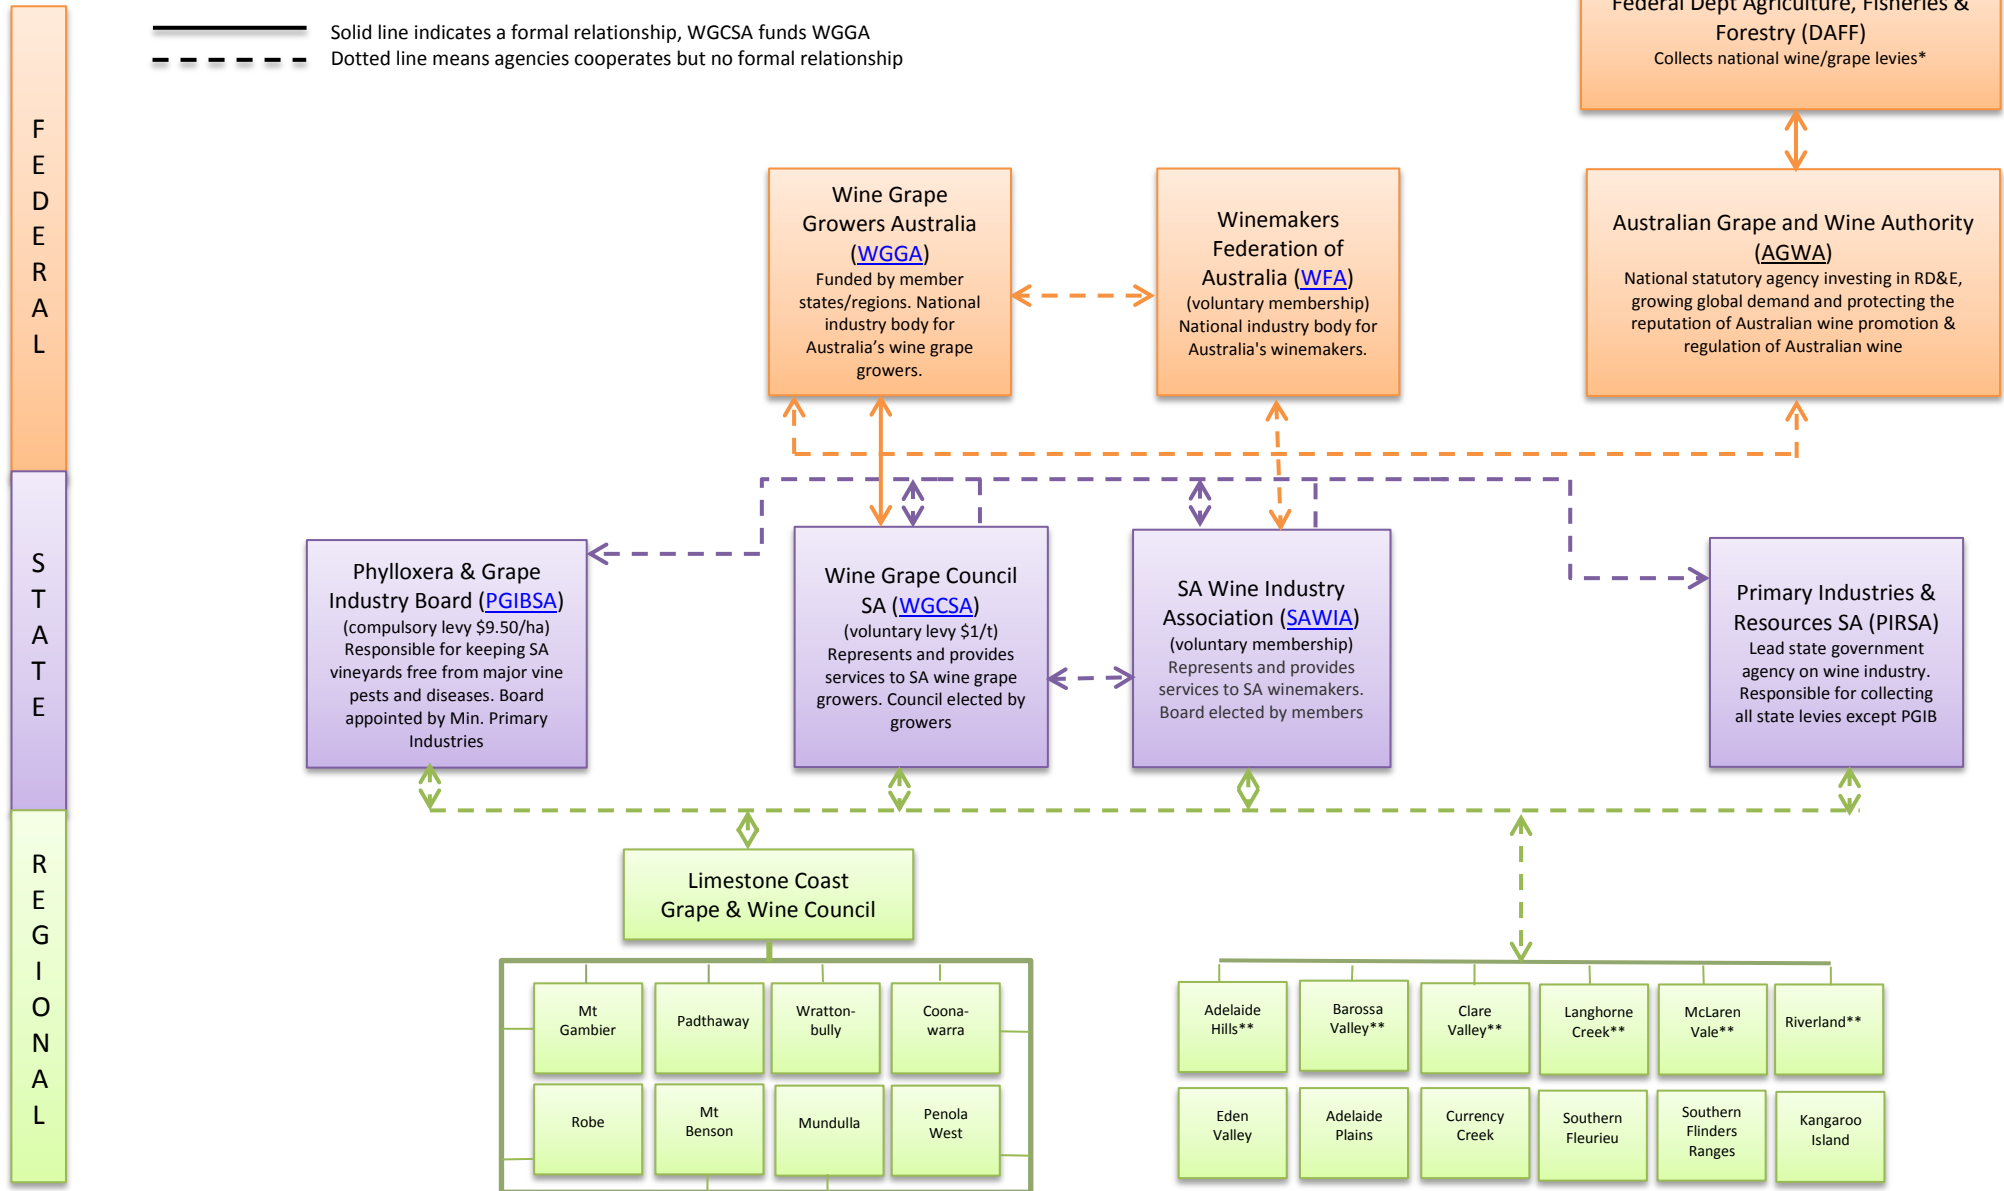 Federal Dept Agriculture, Fisheries &
Forestry (DAFF)
Collects national wine/grape levies*
Solid line indicates a formal relationship, WGCSA funds WGGA
Dotted line means agencies cooperates but no formal relationship
F
E
D
E
R
A
L
Wine Grape
Growers Australia
(WGGA)
Funded by member
states/regions. National
industry body for
Australia’s wine grape
growers.
Winemakers
Federation of
Australia (WFA)
(voluntary membership)
National industry body for
Australia's winemakers.
Australian Grape and Wine Authority
(AGWA)
National statutory agency investing in RD&E,
growing global demand and protecting the
reputation of Australian wine promotion &
regulation of Australian wine
S
T
A
T
E
Phylloxera & Grape
Industry Board (PGIBSA)
(compulsory levy $9.50/ha)
Responsible for keeping SA
vineyards free from major vine
pests and diseases. Board
appointed by Min. Primary
Industries
Wine Grape Council
SA (WGCSA)
(voluntary levy $1/t)
Represents and provides
services to SA wine grape
growers. Council elected by
growers
SA Wine Industry
Association (SAWIA)
(voluntary membership)
Represents and provides
services to SA winemakers.
Board elected by members
Primary Industries &
Resources SA (PIRSA)
Lead state government
agency on wine industry.
Responsible for collecting
all state levies except PGIB
R
E
G
I
O
N
A
L
Limestone Coast
Grape & Wine Council
Mt
Gambier
Padthaway
Wratton-
bully
Coona-
warra
Robe
Mt
Benson
Mundulla
Penola
West
Adelaide
Hills**
Barossa
Valley**
Clare
Valley**
Langhorne
Creek**
McLaren
Vale**
Riverland**
Eden
Valley
Adelaide
Plains
Currency
Creek
Southern
Fleurieu
Southern
Flinders
Ranges
Kangaroo
Island